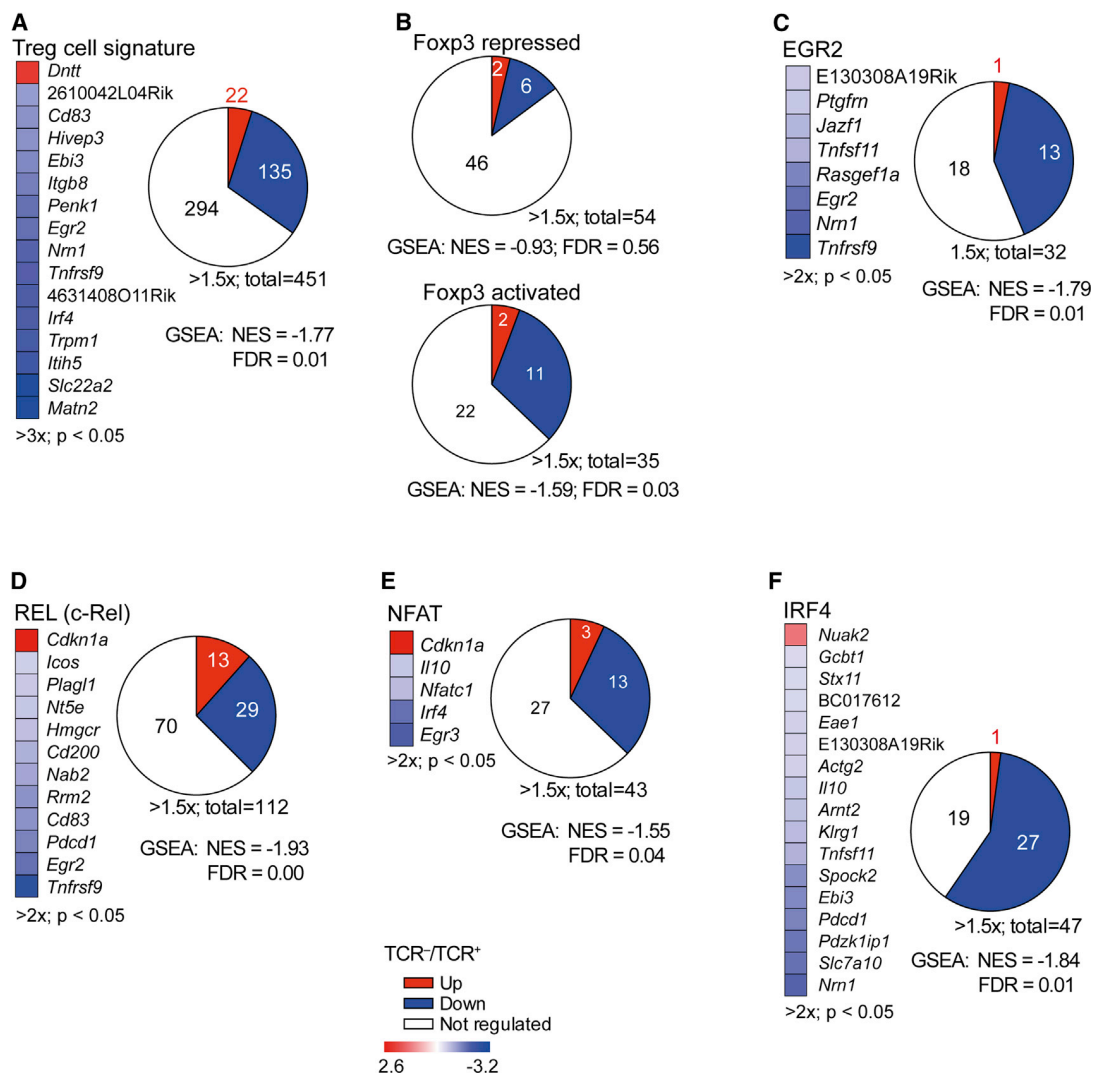 A
Treg cell signature
Dntt
2610042L04Rik
Cd83
Hivep3
Ebi3
Itgb8
Penk1
Egr2
Nrn1
Tnfrsf9
4631408O11Rik
Irf4
Trpm1
Itih5
Slc22a2
Matn2
>3x; p < 0.05
22
135
294
>1.5x; total=451
GSEA: NES = -1.77
FDR = 0.01
B
Foxp3 repressed
2
6
46
>1.5x; total=54
GSEA: NES = -0.93; FDR = 0.56
Foxp3 activated
2
11
22
>1.5x; total=35
GSEA: NES = -1.59; FDR = 0.03
C
EGR2
E130308A19Rik
Ptgfrn
Jazf1
Tnfsf11
Rasgef1a
Egr2
Nrn1
Tnfrsf9
>2x; p < 0.05
1
13
18
1.5x; total=32
GSEA: NES = -1.79
FDR = 0.01
D
REL (c-Rel)
Cdkn1a
Icos
Plagl1
Nt5e
Hmgcr
Cd200
Nab2
Rrm2
Cd83
Pdcd1
Egr2
Tnfrsf9
>2x; p < 0.05
13
29
70
>1.5x; total=112
GSEA: NES = -1.93
FDR = 0.00
E
NFAT
Cdkn1a
Il10
Nfatc1
Irf4
Egr3
>2x; p < 0.05
3
13
27
>1.5x; total=43
GSEA: NES = -1.55
FDR = 0.04
F
IRF4
Nuak2
Gcbt1
Stx11
BC017612
Eae1
E130308A19Rik
Actg2
Il10
Arnt2
Klrg1
Tnfsf11
Spock2
Ebi3
Pdcd1
Pdzk1ip1
Slc7a10
Nrn1
>2x; p < 0.05
1
27
19
>1.5x; total=47
GSEA: NES = -1.84
FDR = 0.01
TCR⁻/TCR⁺
Up
Down
Not regulated
2.6 -3.2